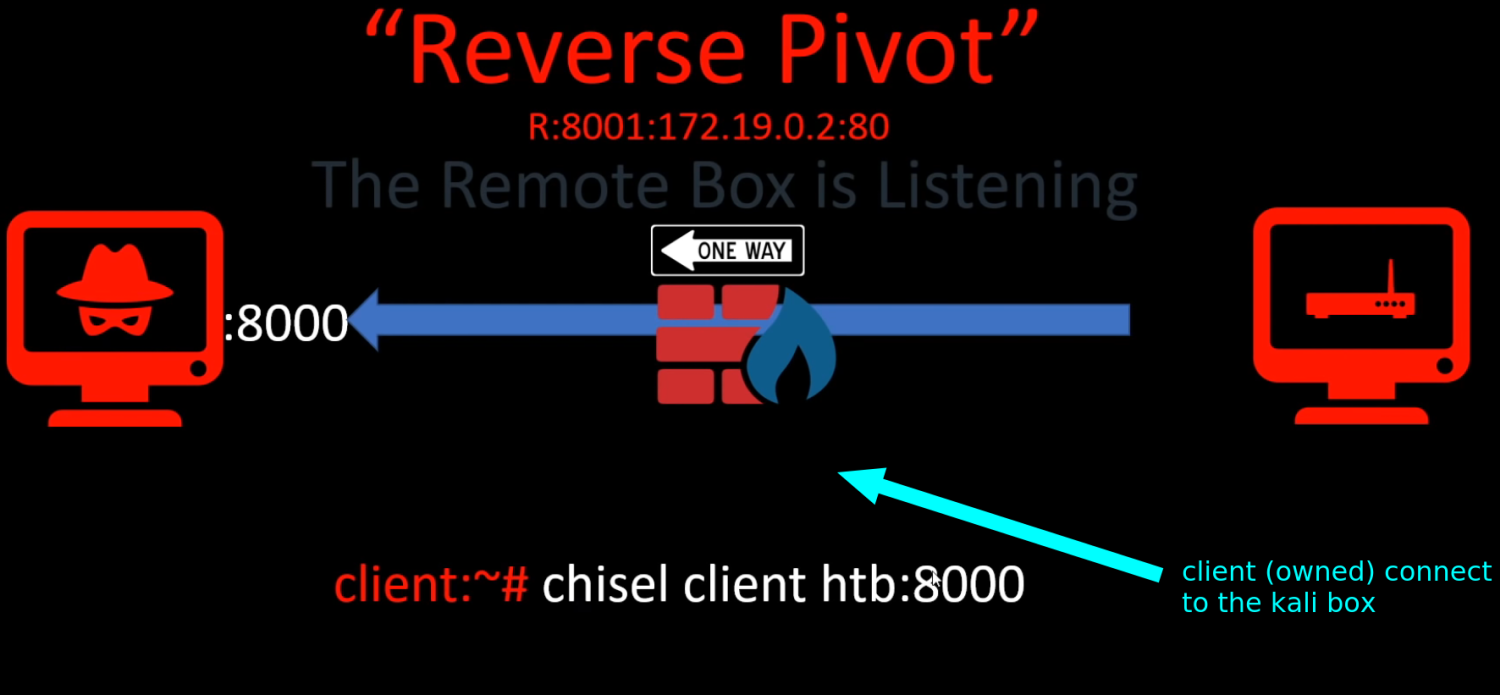 “Reverse Pivot”
R:8001:172.19.0.2:80
The Remote Box is Listening
ONE WAY
:8000
client:~# chisel client htb:8000
client (owned) connect
to the kali box